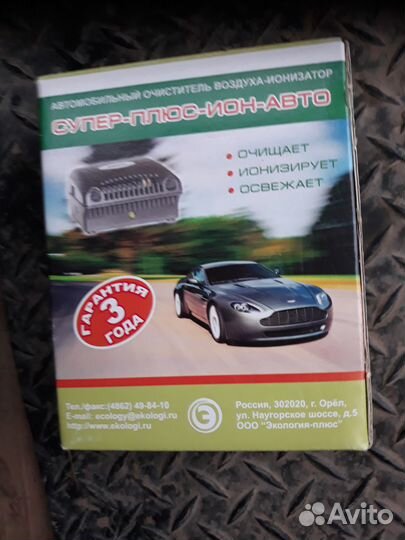 АВТОМОБИЛЬНЫЙ ОЧИСТИТЕЛЬ ВОЗДУХА-ИОНИЗАТОР
СУПЕР-ПЛЮС-ИОН-АВТО
• ОЧИЩАЕТ
• ИОНИЗИРУЕТ
• ОСВЕЖАЕТ
ГАРАНТИЯ
3
ГОДА
Тел./факс:(4862) 49-84-10
E-mail: ecology@ekologi.ru
http://www.ekologi.ru
Э
Россия, 302020, г. Орёл,
ул. Наугорское шоссе, д.5
ООО "Экология-плюс"
Avito